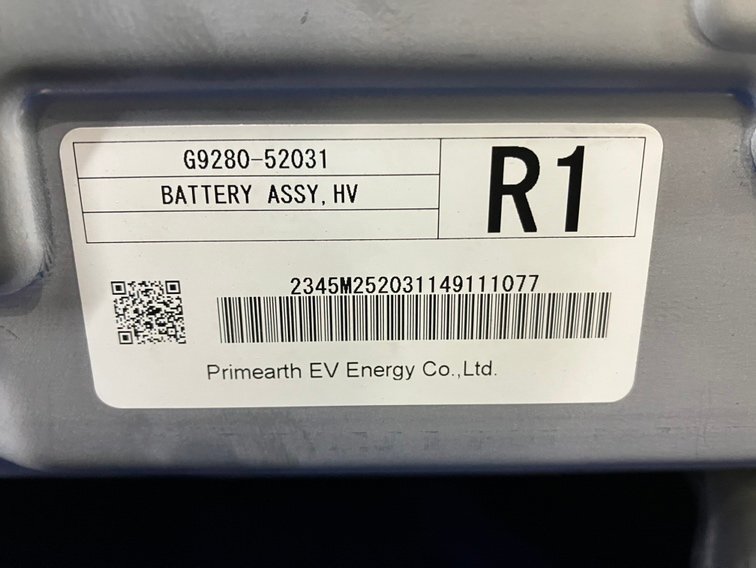 G9280-52031
BATTERY ASSY,HV
R1
2345M252031149111077
Primearth EV Energy Co.,Ltd.